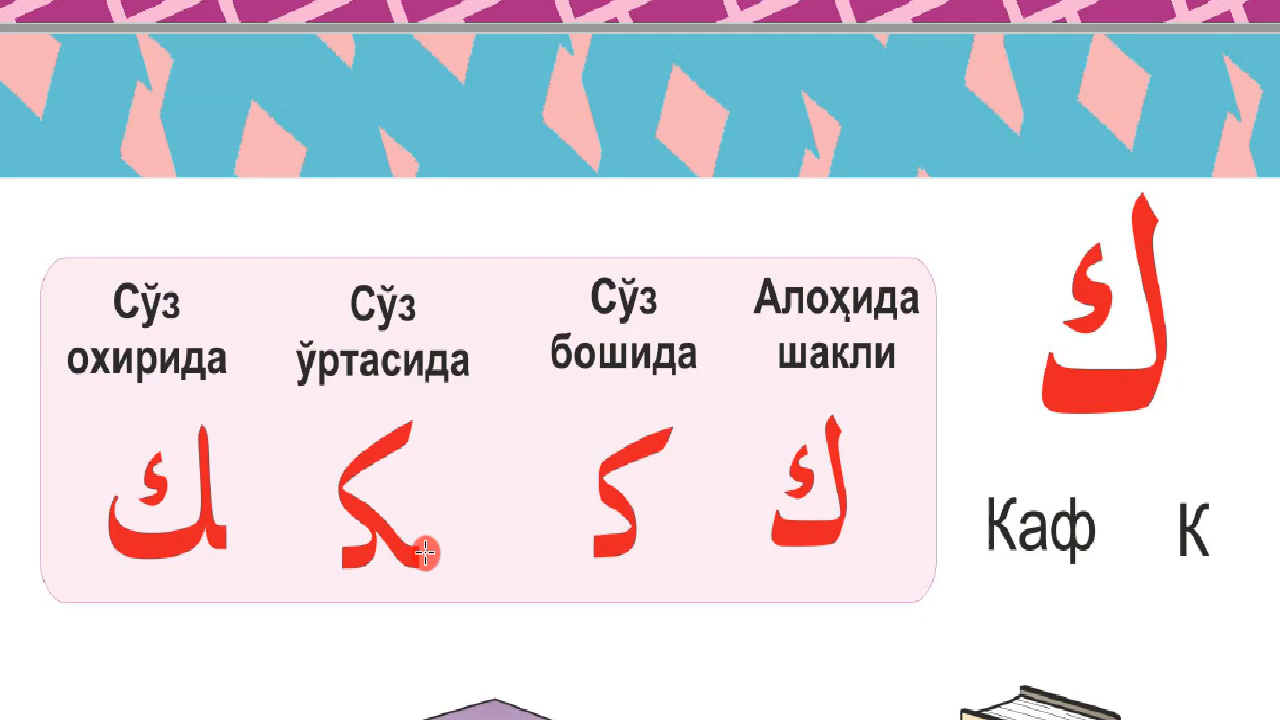 Сўз охирида
Сўз ўртасида
Сўз бошида
Алоҳида шакли
ـك
ـكـ
كـ
ك
ك
Каф К